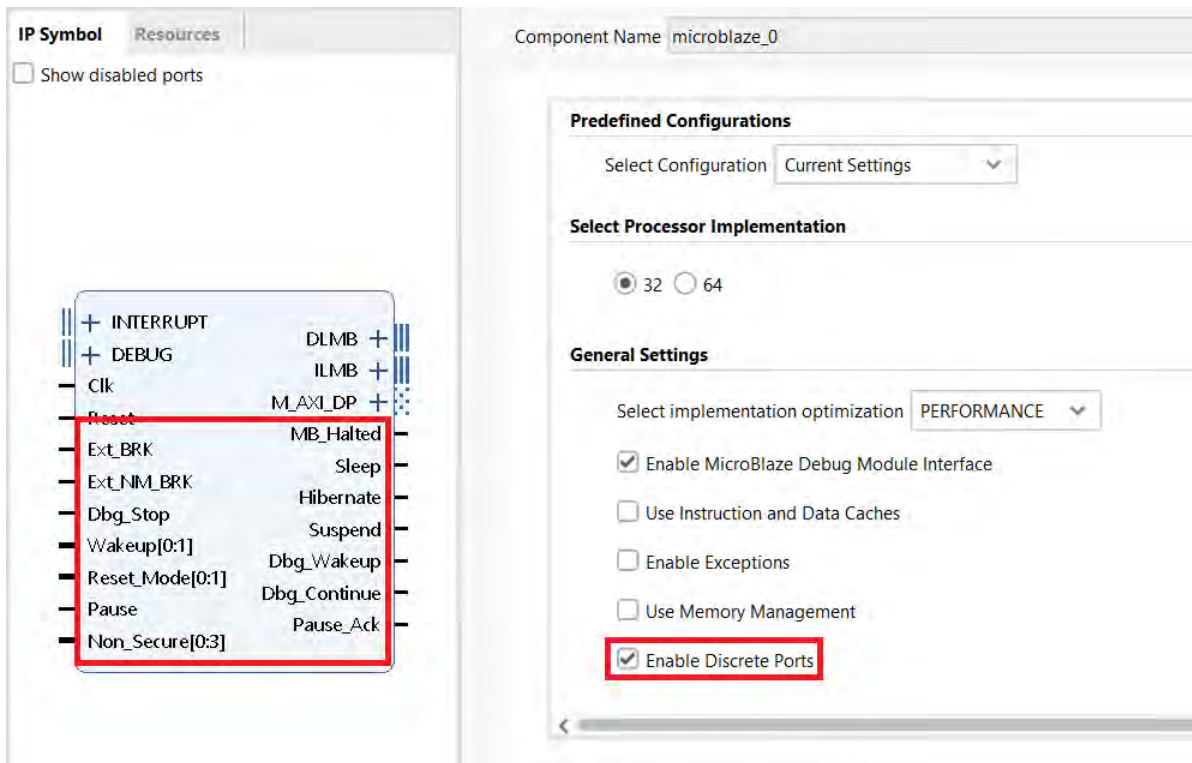 IP Symbol Resources
Show disabled ports
INTERRUPT
DEBUG
Clk
Reset
Ext_BRK
Ext_NM_BRK
Dbg_Stop
Wakeup[0:1]
Reset_Mode[0:1]
Pause
Non_Secure[0:3]
DLMB
ILMB
M_AXI_DP
MB_Halted
Sleep
Hibernate
Suspend
Dbg_Wakeup
Dbg_Continue
Pause_Ack
Component Name microblaze_0
Predefined Configurations
Select Configuration Current Settings
Select Processor Implementation
32 64
General Settings
Select implementation optimization PERFORMANCE
Enable MicroBlaze Debug Module Interface
Use Instruction and Data Caches
Enable Exceptions
Use Memory Management
Enable Discrete Ports